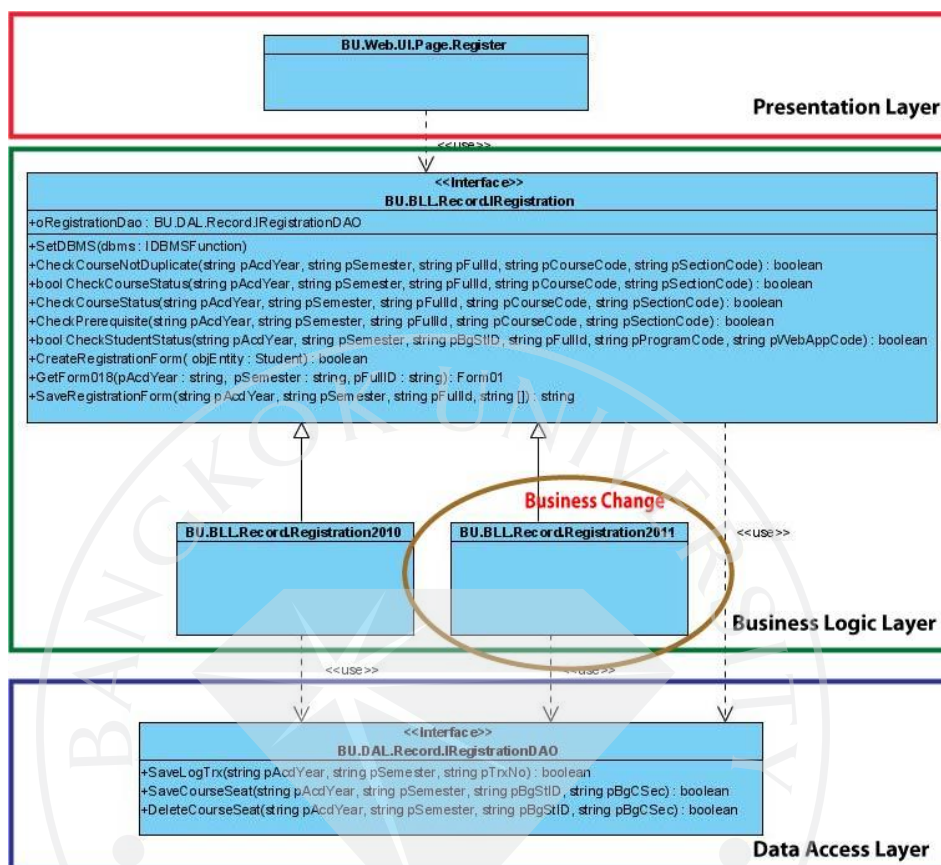 BU.Web.UI.Page.Register
Presentation Layer
<<use>>
<<Interface>>
BU.BLL.Record.IRegistration
+oRegistrationDao : BU.DAL.Record.IRegistrationDAO
+SetDBMS(dbms : IDBMSFunction)
+CheckCourseNotDuplicate(string pAcdYear, string pSemester, string pFullId, string pCourseCode, string pSectionCode) : boolean
+bool CheckCourseStatus(string pAcdYear, string pSemester, string pFullId, string pCourseCode, string pSectionCode) : boolean
+CheckCourseStatus(string pAcdYear, string pSemester, string pFullId, string pCourseCode, string pSectionCode) : boolean
+CheckPrerequisite(string pAcdYear, string pSemester, string pFullId, string pCourseCode, string pSectionCode) : boolean
+bool CheckStudentStatus(string pAcdYear, string pSemester, string pBgStID, string pFullId, string pProgramCode, string pWebAppCode) : boolean
+CreateRegistrationForm( objEntity : Student) : boolean
+GetForm018(pAcdYear : string, pSemester : string, pFullID : string) : Form01
+SaveRegistrationForm(string pAcdYear, string pSemester, string pFullId, string []) : string
Business Change
BU.BLL.Record.Registration2010
BU.BLL.Record.Registration2011
<<use>>
Business Logic Layer
<<use>>
<<use>>
<<Interface>>
BU.DAL.Record.IRegistrationDAO
+SaveLogTrx(string pAcdYear, string pSemester, string pTrxNo) : boolean
+SaveCourseSeat(string pAcdYear, string pSemester, string pBgStID, string pBgCSec) : boolean
+DeleteCourseSeat(string pAcdYear, string pSemester, string pBgStID, string pBgCSec) : boolean
Data Access Layer
BANGKOK UNIVERSITY